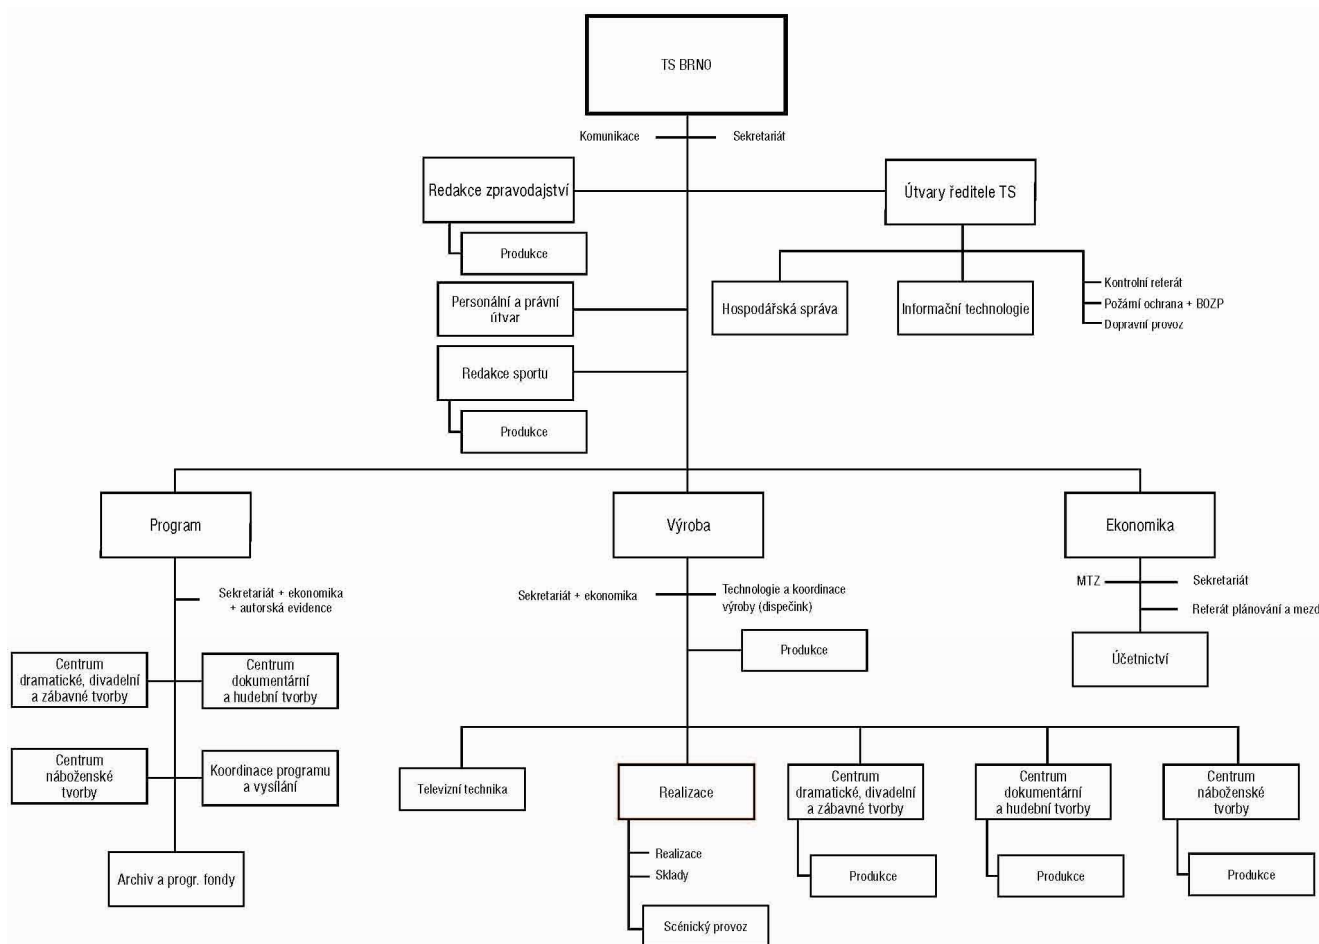 TS BRNO
Komunikace
Sekretariát
Redakce zpravodajství
Útvary ředitele TS
Produkce
Kontrolní referát
Personální a právní
útvar
Hospodářská správa
Informační technologie
Požární ochrana + BOZP
Dopravní provoz
Redakce sportu
Produkce
Program
Výroba
Ekonomika
Sekretariát + ekonomika
+ autorská evidence
Sekretariát + ekonomika
Technologie a koordinace
výroby (dispečink)
MTZ
Sekretariát
Referát plánování a mezd
Produkce
Účetnictví
Centrum
dramatické, divadelní
a zábavné tvorby
Centrum
dokumentární
a hudební tvorby
Centrum
náboženské
tvorby
Koordinace programu
a vysílání
Televizní technika
Realizace
Centrum
dramatické, divadelní
a zábavné tvorby
Centrum
dokumentární
a hudební tvorby
Centrum
náboženské
tvorby
Archiv a progr. fondy
Realizace
Sklady
Produkce
Produkce
Produkce
Scénický provoz